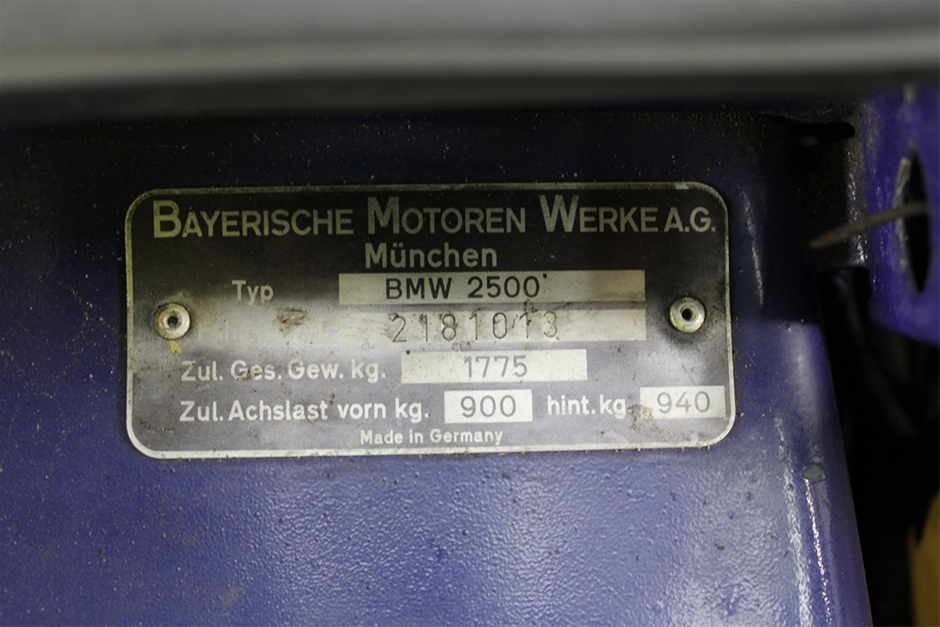 BAYERISCHE MOTOREN WERKE A.G.
München
Typ BMW 2500
2181013
Zul. Ges. Gew. kg. 1775
Zul. Achslast vorn kg. 900 hint. kg. 940
Made in Germany